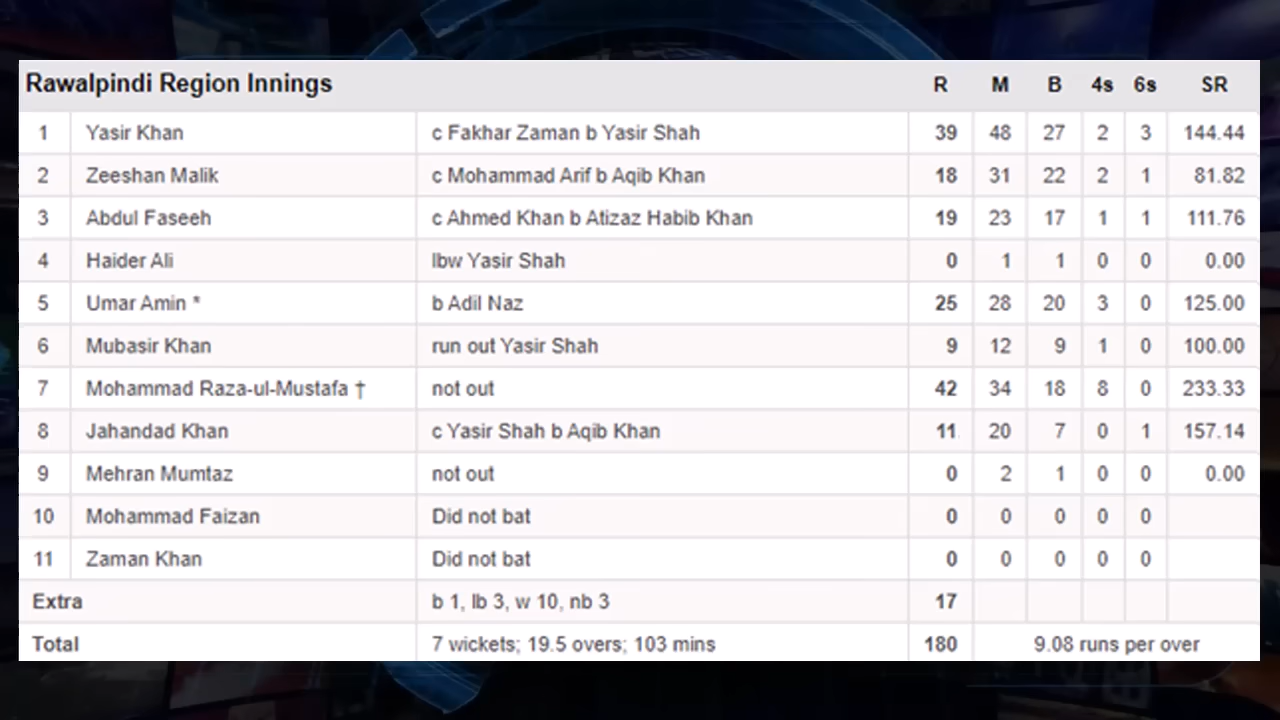 Rawalpindi Region Innings R M B 4s 6s SR
1 Yasir Khan c Fakhar Zaman b Yasir Shah 39 48 27 2 3 144.44
2 Zeeshan Malik c Mohammad Arif b Aqib Khan 18 31 22 2 1 81.82
3 Abdul Faseeh c Ahmed Khan b Atizaz Habib Khan 19 23 17 1 1 111.76
4 Haider Ali lbw Yasir Shah 0 1 1 0 0 0.00
5 Umar Amin * b Adil Naz 25 28 20 3 0 125.00
6 Mubasir Khan run out Yasir Shah 9 12 9 1 0 100.00
7 Mohammad Raza-ul-Mustafa † not out 42 34 18 8 0 233.33
8 Jahandad Khan c Yasir Shah b Aqib Khan 11 20 7 0 1 157.14
9 Mehran Mumtaz not out 0 2 1 0 0 0.00
10 Mohammad Faizan Did not bat 0 0 0 0 0
11 Zaman Khan Did not bat 0 0 0 0 0
Extra b 1, lb 3, w 10, nb 3 17
Total 7 wickets; 19.5 overs; 103 mins 180 9.08 runs per over